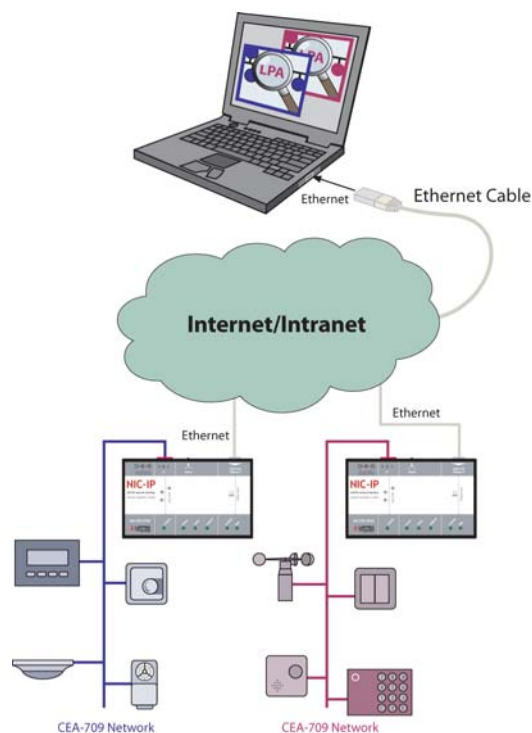 LPA
LPA
Ethernet
Ethernet Cable
Internet/Intranet
Ethernet
Ethernet
NIC-IP
NIC-IP
CEA-709 Network
CEA-709 Network